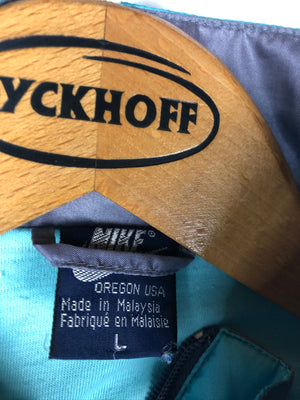 YCKHOFF
NIKE®
OREGON USA
Made in Malaysia
Fabriqué en Malaisie
L